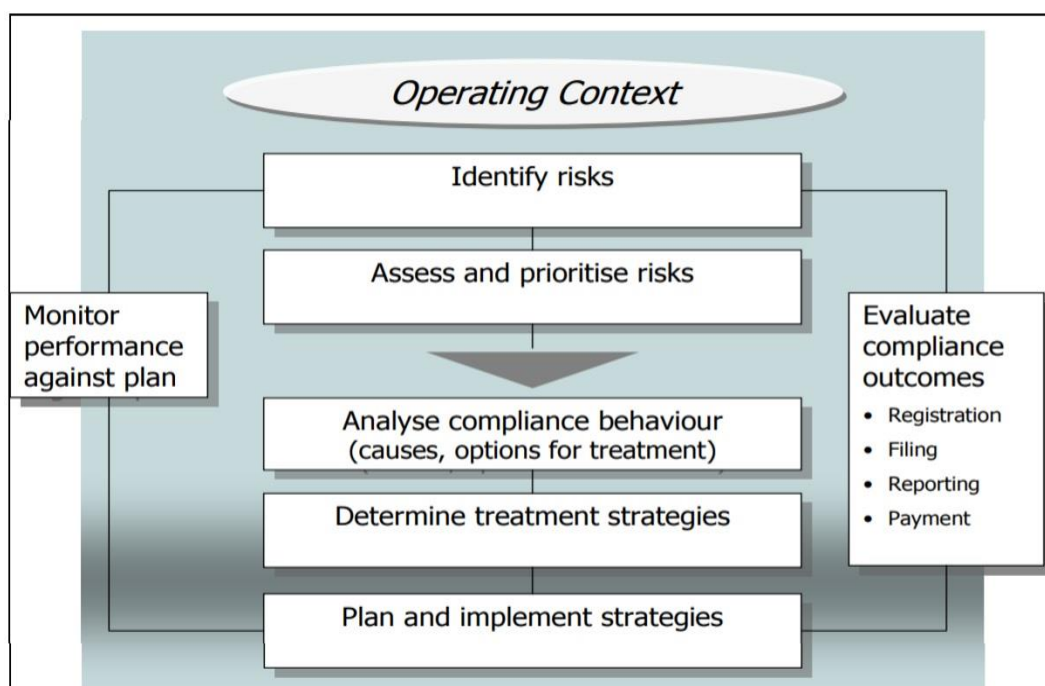 Operating Context
Identify risks
Assess and prioritise risks
Monitor
performance
against plan
Evaluate
compliance
outcomes
• Registration
• Filing
• Reporting
• Payment
Analyse compliance behaviour
(causes, options for treatment)
Determine treatment strategies
Plan and implement strategies